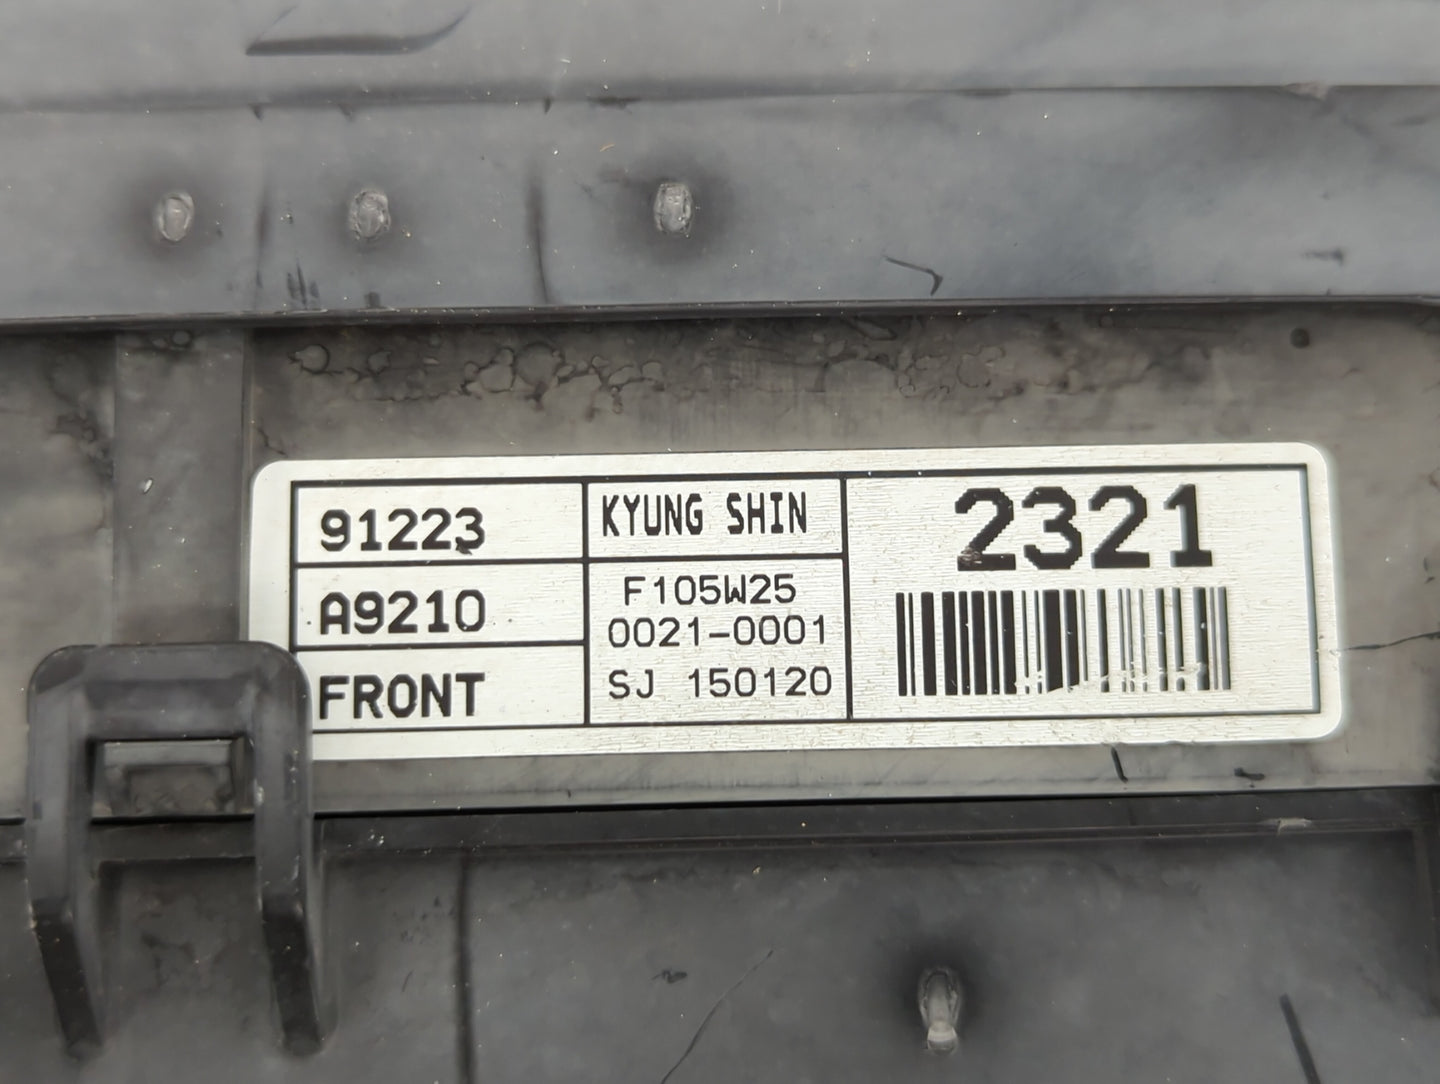 91223
A9210
FRONT
KYUNG SHIN
F105W25
0021-0001
SJ 150120
2321